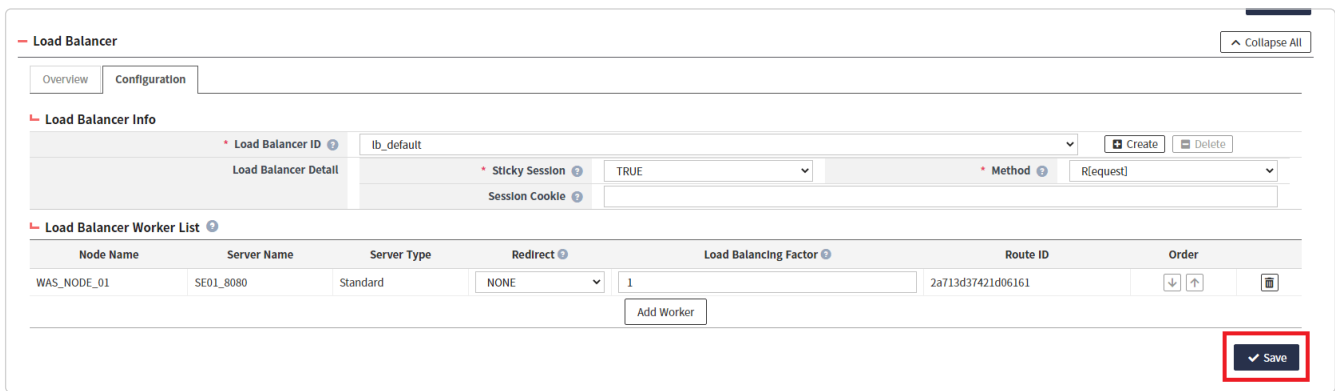 Load Balancer
Collapse All
Overview Configuration
Load Balancer Info
* Load Balancer ID ? lb_default Create Delete
Load Balancer Detail * Sticky Session ? TRUE * Method ? R[equest]
Session Cookie ?
Load Balancer Worker List ?
Node Name Server Name Server Type Redirect ? Load Balancing Factor ? Route ID Order
WAS_NODE_01 SE01_8080 Standard NONE 1 2a713d37421d06161
Add Worker
Save